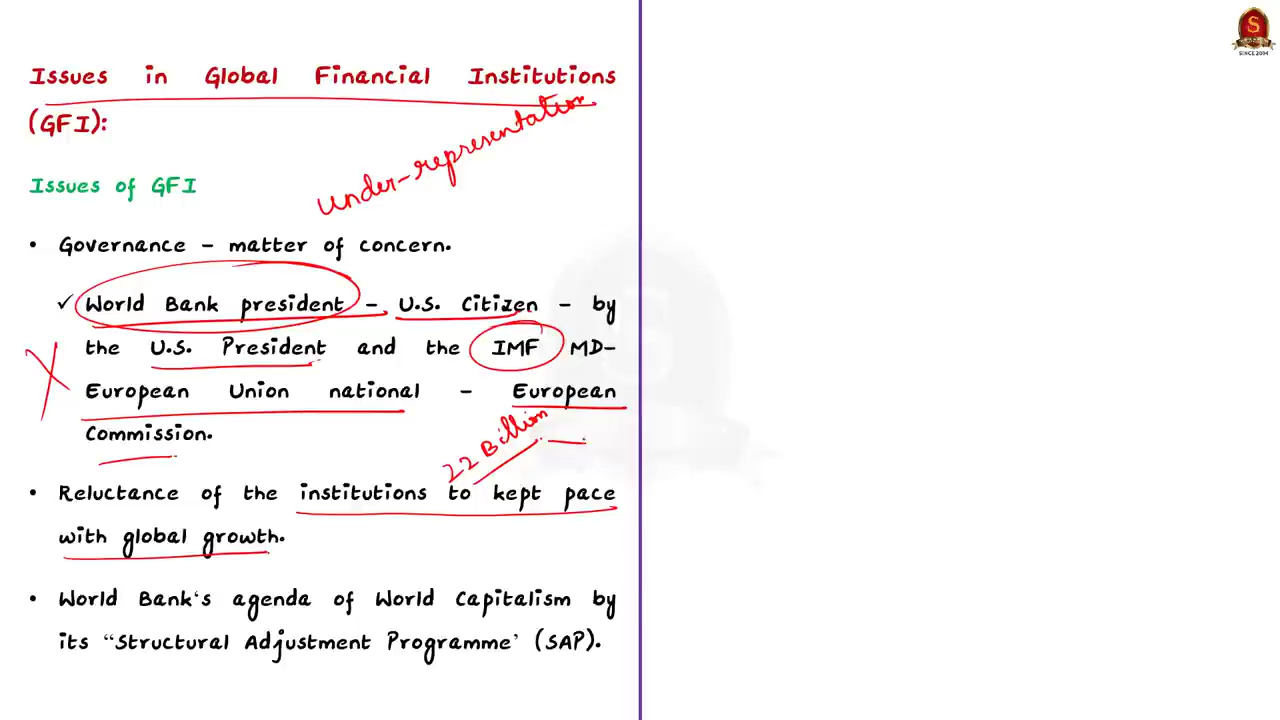 Issues in Global Financial Institutions
(GFI):
under-representation
Issues of GFI
• Governance – matter of concern.
✓ World Bank president – U.S. Citizen – by
the U.S. President and the IMF MD–
European Union national – European
Commission.
22 Billion
• Reluctance of the institutions to kept pace
with global growth.
• World Bank's agenda of World Capitalism by
its “Structural Adjustment Programme’ (SAP).
S
SINCE 2004